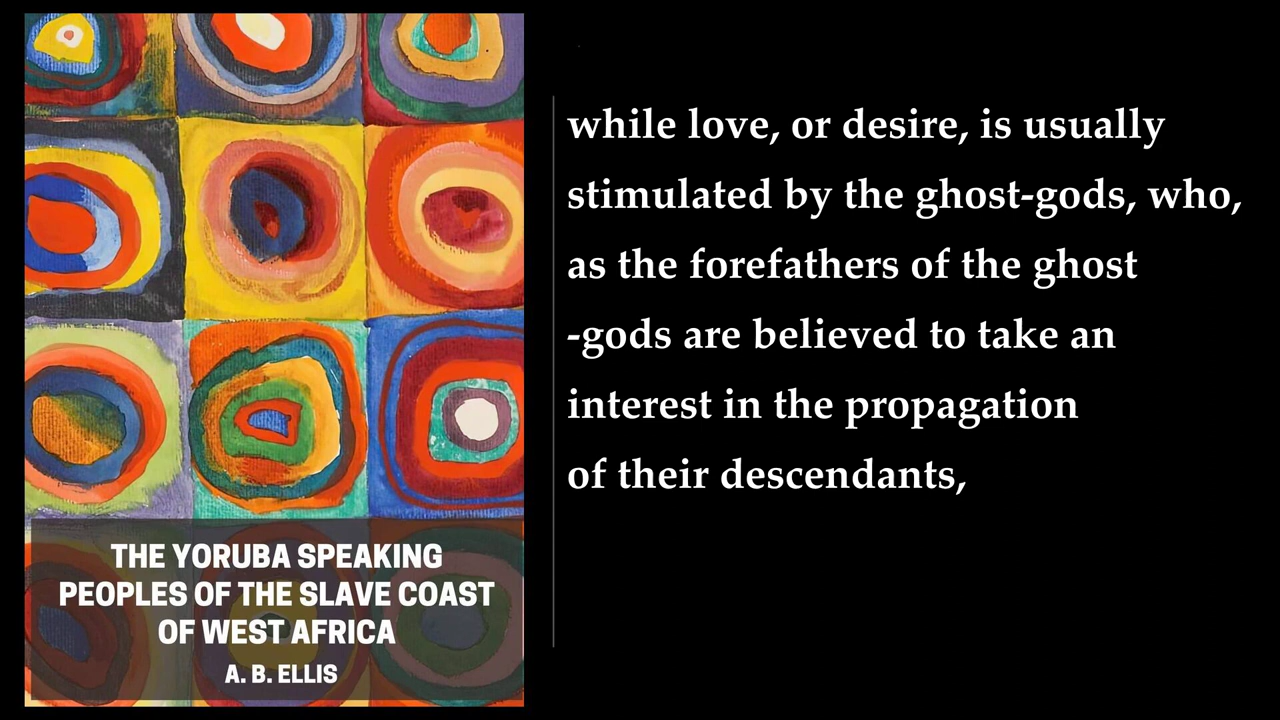 while love, or desire, is usually
stimulated by the ghost-gods, who,
as the forefathers of the ghost
-gods are believed to take an
interest in the propagation
of their descendants,
THE YORUBA SPEAKING
PEOPLES OF THE SLAVE COAST
OF WEST AFRICA
A. B. ELLIS